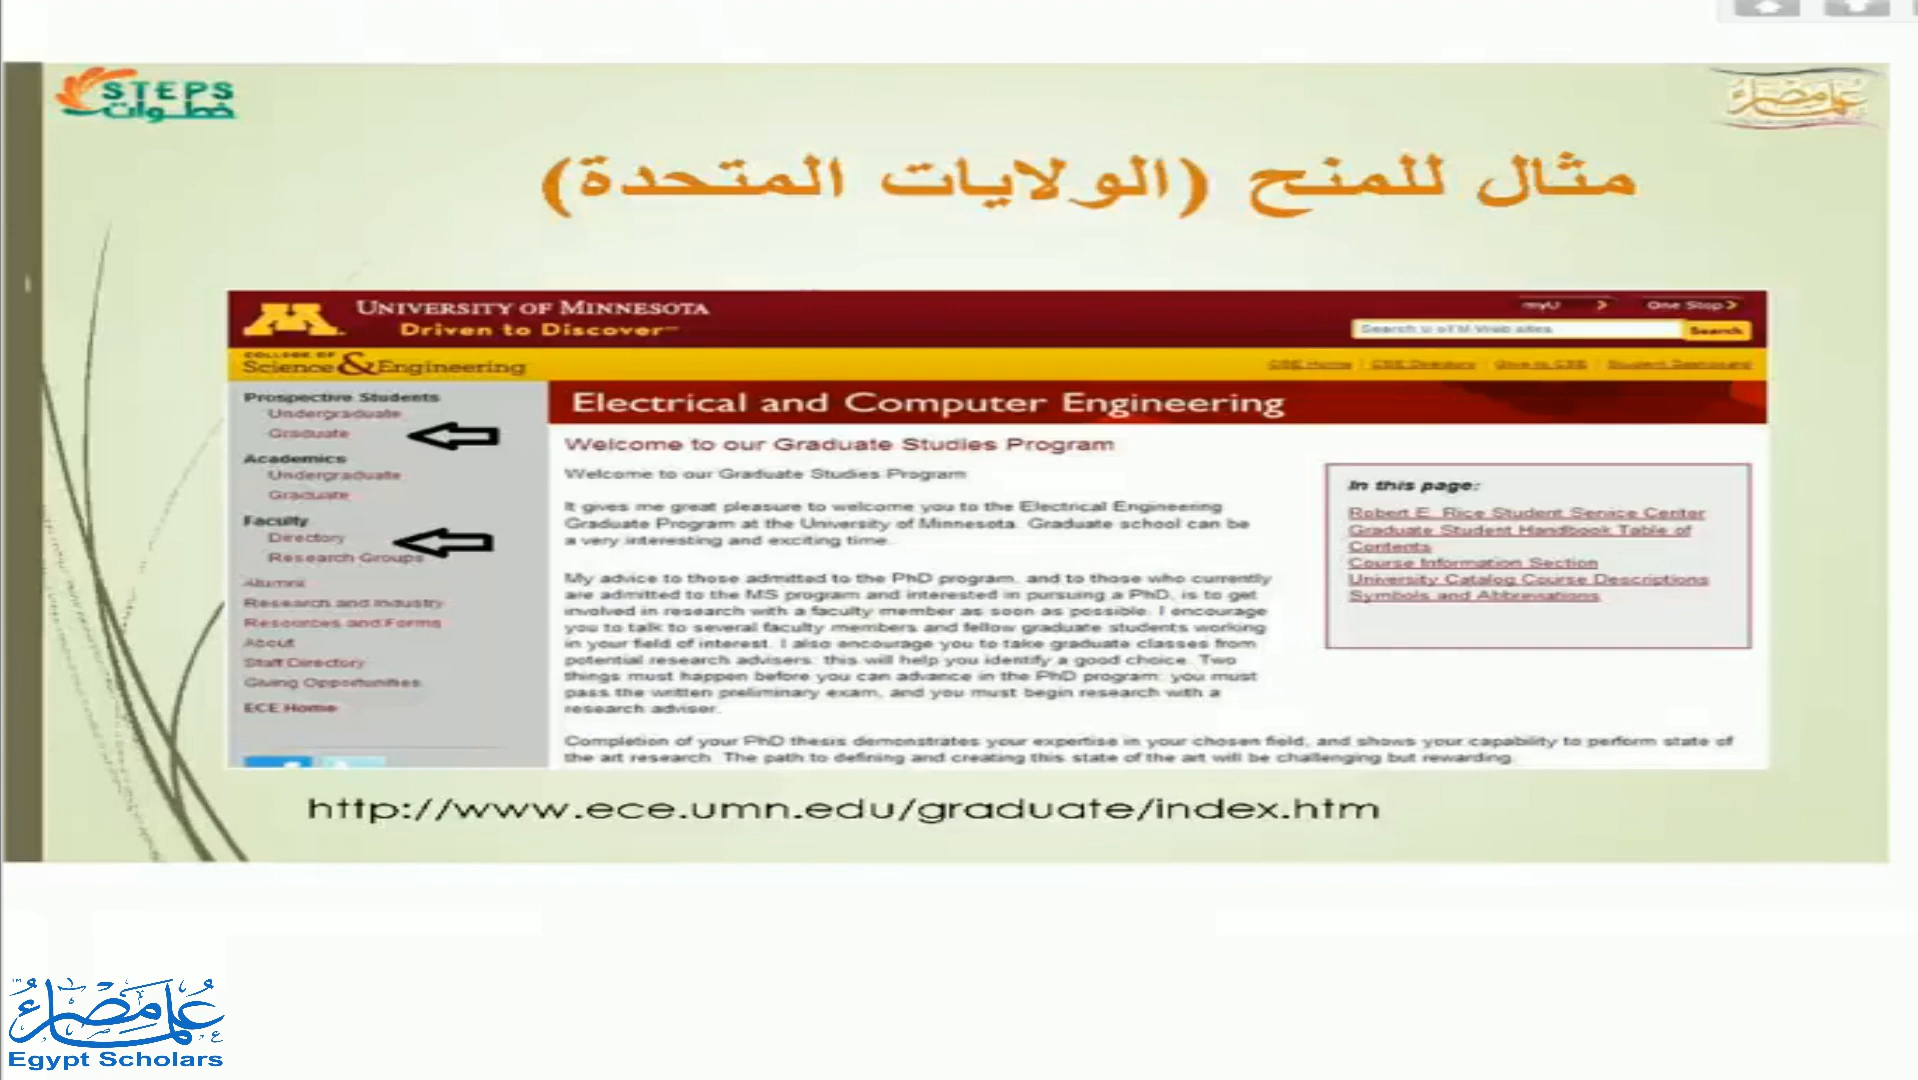 STEPS
خطوات
علماء مصر
مثال للمنح (الولايات المتحدة)
UNIVERSITY OF MINNESOTA
Driven to Discover
myU
One Stop
Search U of M Web sites
Search
COLLEGE OF
Science & Engineering
CSE Home
CSE Directory
Give to CSE
Student Dashboard
Prospective Students
Undergraduate
Graduate
Academics
Undergraduate
Graduate
Faculty
Directory
Research Groups
Alumni
Research and Industry
Resources and Forms
About
Staff Directory
Giving Opportunities
ECE Home
Electrical and Computer Engineering
Welcome to our Graduate Studies Program
Welcome to our Graduate Studies Program
It gives me great pleasure to welcome you to the Electrical Engineering
Graduate Program at the University of Minnesota. Graduate school can be
a very interesting and exciting time.
My advice to those admitted to the PhD program, and to those who currently
are admitted to the MS program and interested in pursuing a PhD, is to get
involved in research with a faculty member as soon as possible. I encourage
you to talk to several faculty members and fellow graduate students working
in your field of interest. I also encourage you to take graduate classes from
potential research advisers: this will help you identify a good choice. Two
things must happen before you can advance in the PhD program: you must
pass the written preliminary exam, and you must begin research with a
research adviser.
Completion of your PhD thesis demonstrates your expertise in your chosen field, and shows your capability to perform state of
the art research. The path to defining and creating this state of the art will be challenging but rewarding.
In this page:
Robert E. Rice Student Service Center
Graduate Student Handbook Table of
Contents
Course Information Section
University Catalog Course Descriptions
Symbols and Abbreviations
http://www.ece.umn.edu/graduate/index.htm
علماء مصر
Egypt Scholars